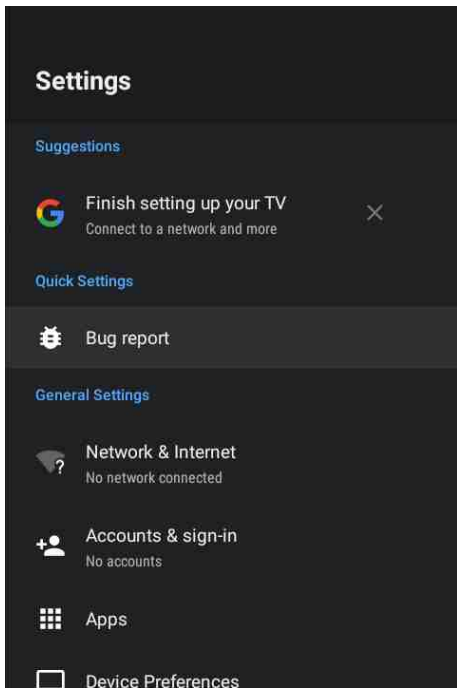 Settings
Suggestions
Finish setting up your TV
Connect to a network and more
Quick Settings
Bug report
General Settings
Network & Internet
No network connected
Accounts & sign-in
No accounts
Apps
Device Preferences